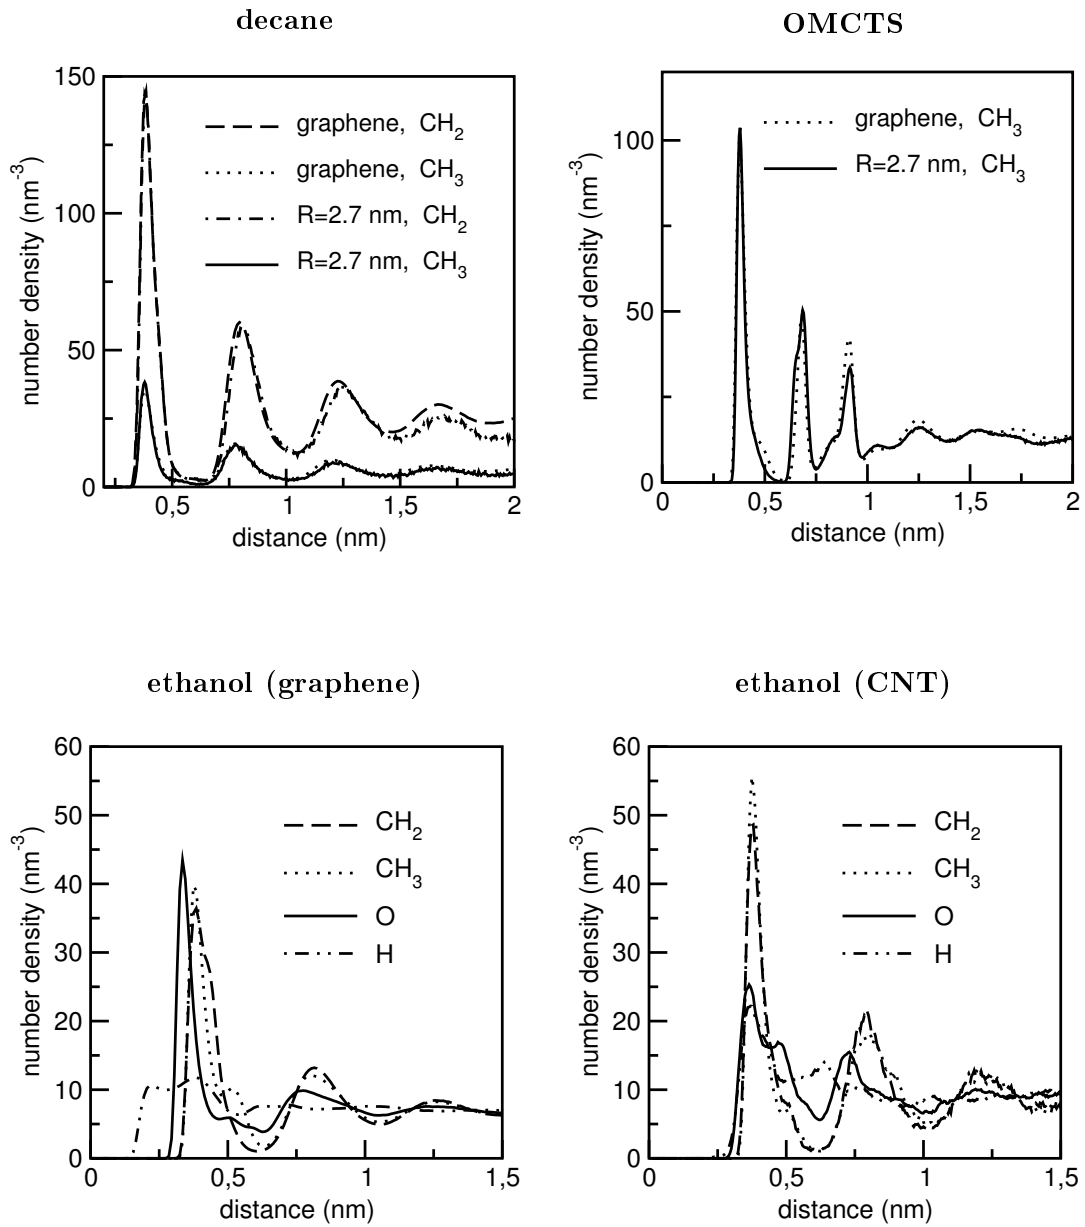 decane
OMCTS
150
100
50
0
0,5
1
1,5
2
number density (nm⁻³)
distance (nm)
graphene, CH₂
graphene, CH₃
R=2.7 nm, CH₂
R=2.7 nm, CH₃
100
50
0
0
0,5
1
1,5
2
number density (nm⁻³)
distance (nm)
graphene, CH₃
R=2.7 nm, CH₃
ethanol (graphene)
ethanol (CNT)
60
50
40
30
20
10
0
0
0,5
1
1,5
number density (nm⁻³)
distance (nm)
CH₂
CH₃
O
H
60
50
40
30
20
10
0
0
0,5
1
1,5
number density (nm⁻³)
distance (nm)
CH₂
CH₃
O
H